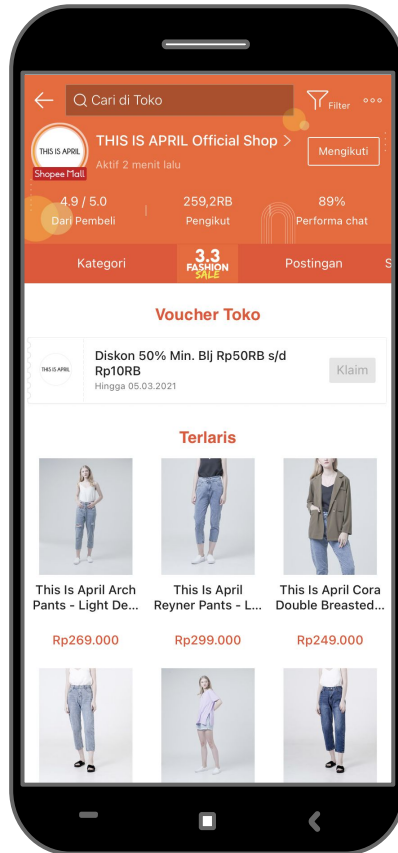 Cari di Toko
Filter
THIS IS APRIL
Shopee Mall
THIS IS APRIL Official Shop >
Aktif 2 menit lalu
Mengikuti
4.9 / 5.0
Dari Pembeli
259,2RB
Pengikut
89%
Performa chat
Kategori
3.3
FASHION
SALE
Postingan
S
Voucher Toko
THIS IS APRIL
Diskon 50% Min. Blj Rp50RB s/d
Rp10RB
Hingga 05.03.2021
Klaim
Terlaris
This Is April Arch
Pants - Light De...
Rp269.000
This Is April
Reyner Pants - L...
Rp299.000
This Is April Cora
Double Breasted...
Rp249.000